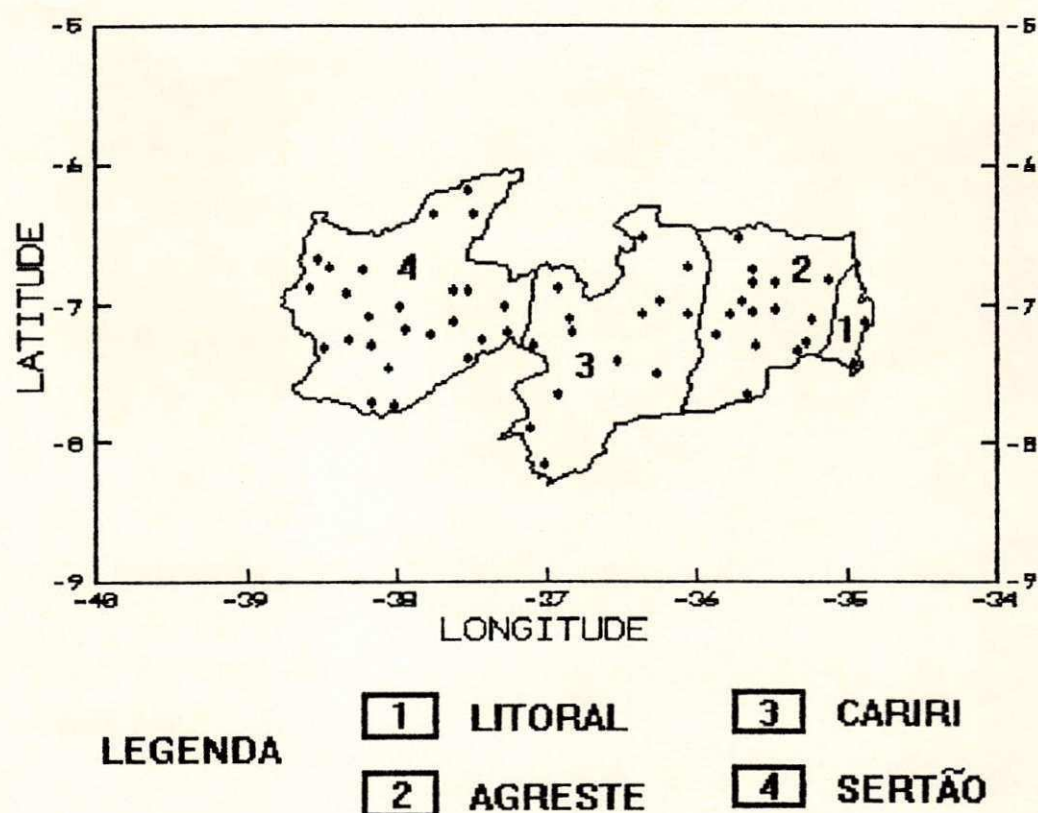 -5 -5
-6 -6
4 2
LATITUDE
-7 -7
1
3
-8 -8
-9 -9
-40 -39 -38 -37 -36 -35 -34
LONGITUDE
LEGENDA
1 LITORAL 3 CARIRI
2 AGRESTE 4 SERTÃO